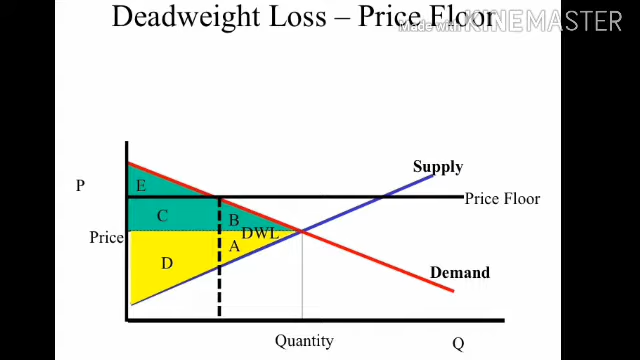 Deadweight Loss – Price Floor
Made with KINEMASTER
Supply
P
E
Price Floor
C
B
Price
DWL
A
D
Demand
Quantity
Q